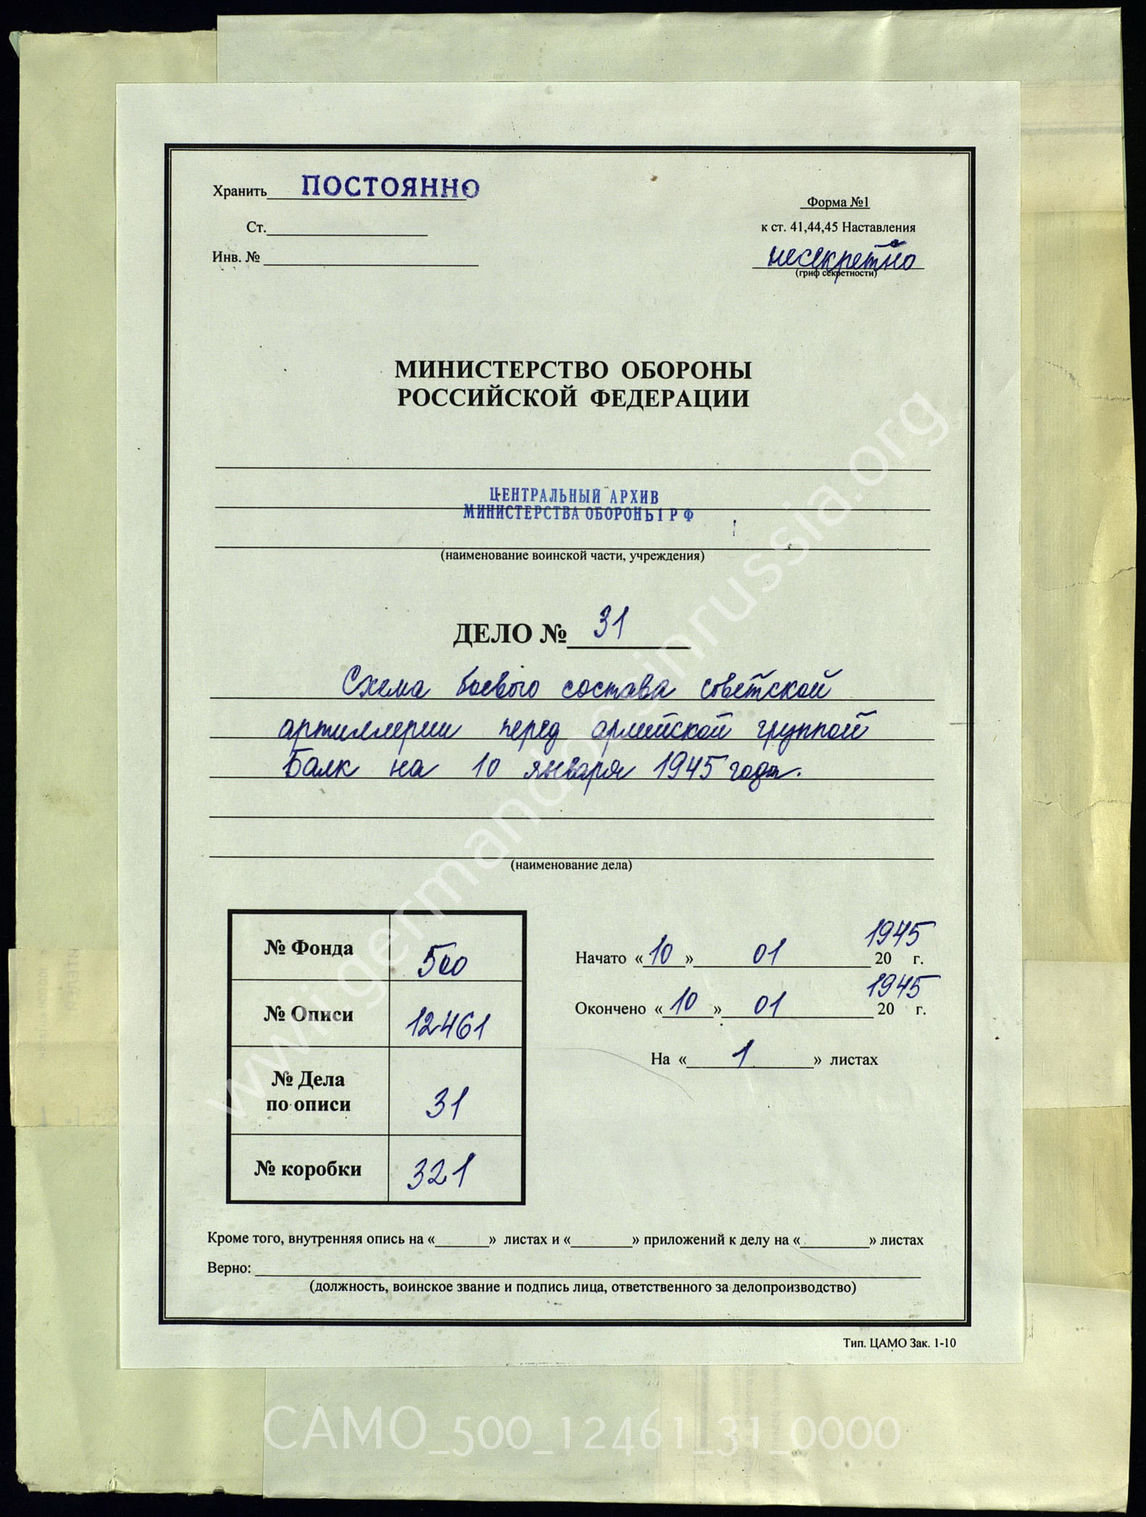 Хранить ПОСТОЯННО
Ст.
Инв. №
Форма №1
к ст. 41,44,45 Наставления
несекретно
(гриф секретности)
МИНИСТЕРСТВО ОБОРОНЫ
РОССИЙСКОЙ ФЕДЕРАЦИИ
ЦЕНТРАЛЬНЫЙ АРХИВ
МИНИСТЕРСТВА ОБОРОНЫ РФ
(наименование воинской части, учреждения)
ДЕЛО № 31
Схема боевого состава советской
артиллерии перед армейской группой
Балк на 10 января 1945 года.
(наименование дела)
№ Фонда 500
№ Описи 12461
№ Дела
по описи 31
№ коробки 321
Начато «10» 01 1945 20 г.
Окончено «10» 01 1945 20 г.
На « 1 » листах
Кроме того, внутренняя опись на « » листах и « » приложений к делу на « » листах
Верно:
(должность, воинское звание и подпись лица, ответственного за делопроизводство)
Тип. ЦАМО Зак. 1-10
www.germandocsinrussia.org
CAMO_500_12461_31_0000